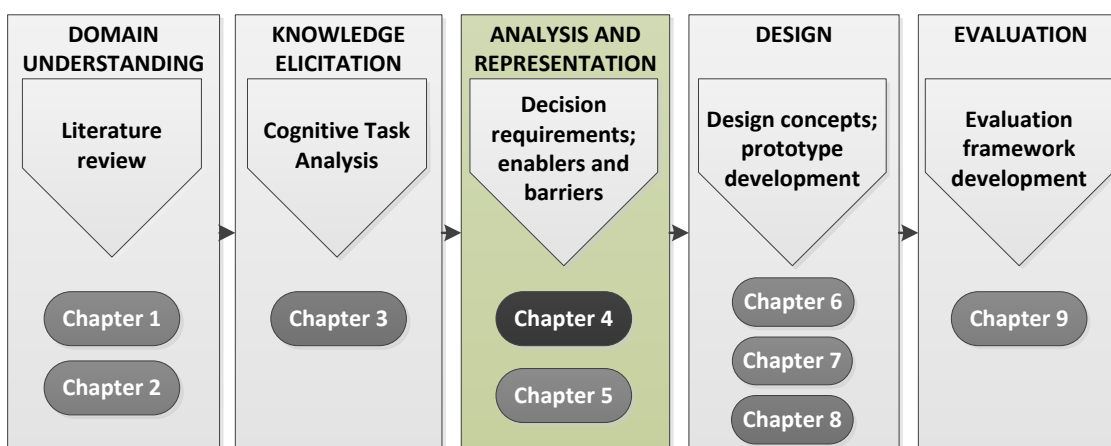 DOMAIN
UNDERSTANDING
Literature
review
Chapter 1
Chapter 2
KNOWLEDGE
ELICITATION
Cognitive Task
Analysis
Chapter 3
ANALYSIS AND
REPRESENTATION
Decision
requirements;
enablers and
barriers
Chapter 4
Chapter 5
DESIGN
Design concepts;
prototype
development
Chapter 6
Chapter 7
Chapter 8
EVALUATION
Evaluation
framework
development
Chapter 9